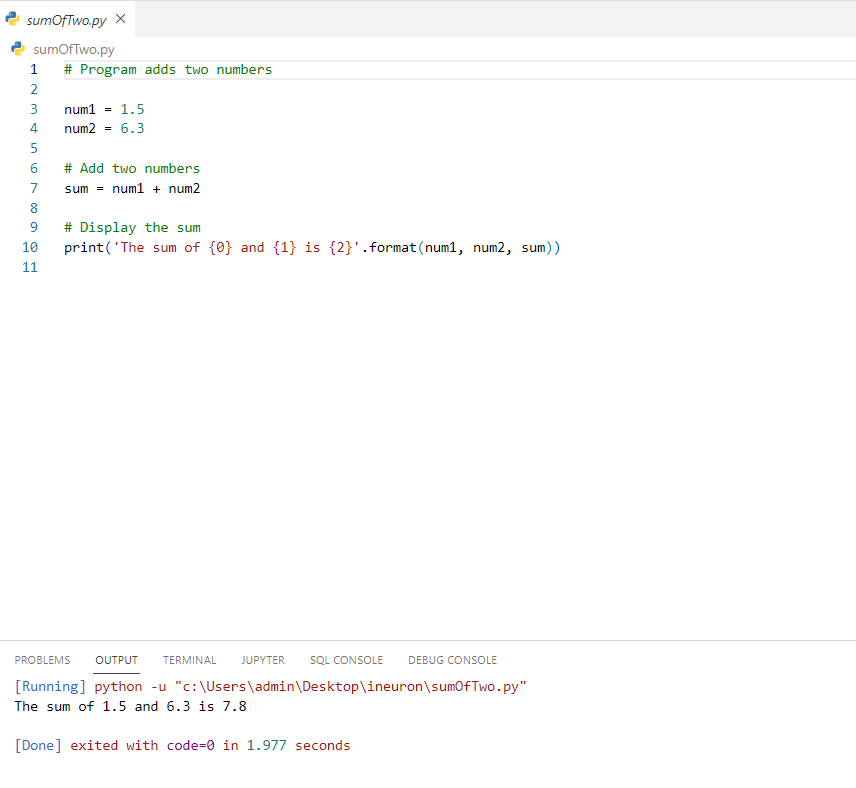 sumOfTwo.py
sumOfTwo.py
1 # Program adds two numbers
2
3 num1 = 1.5
4 num2 = 6.3
5
6 # Add two numbers
7 sum = num1 + num2
8
9 # Display the sum
10 print('The sum of {0} and {1} is {2}'.format(num1, num2, sum))
11
PROBLEMS OUTPUT TERMINAL JUPYTER SQL CONSOLE DEBUG CONSOLE
[Running] python -u "c:\Users\admin\Desktop\ineuron\sumOfTwo.py"
The sum of 1.5 and 6.3 is 7.8
[Done] exited with code=0 in 1.977 seconds